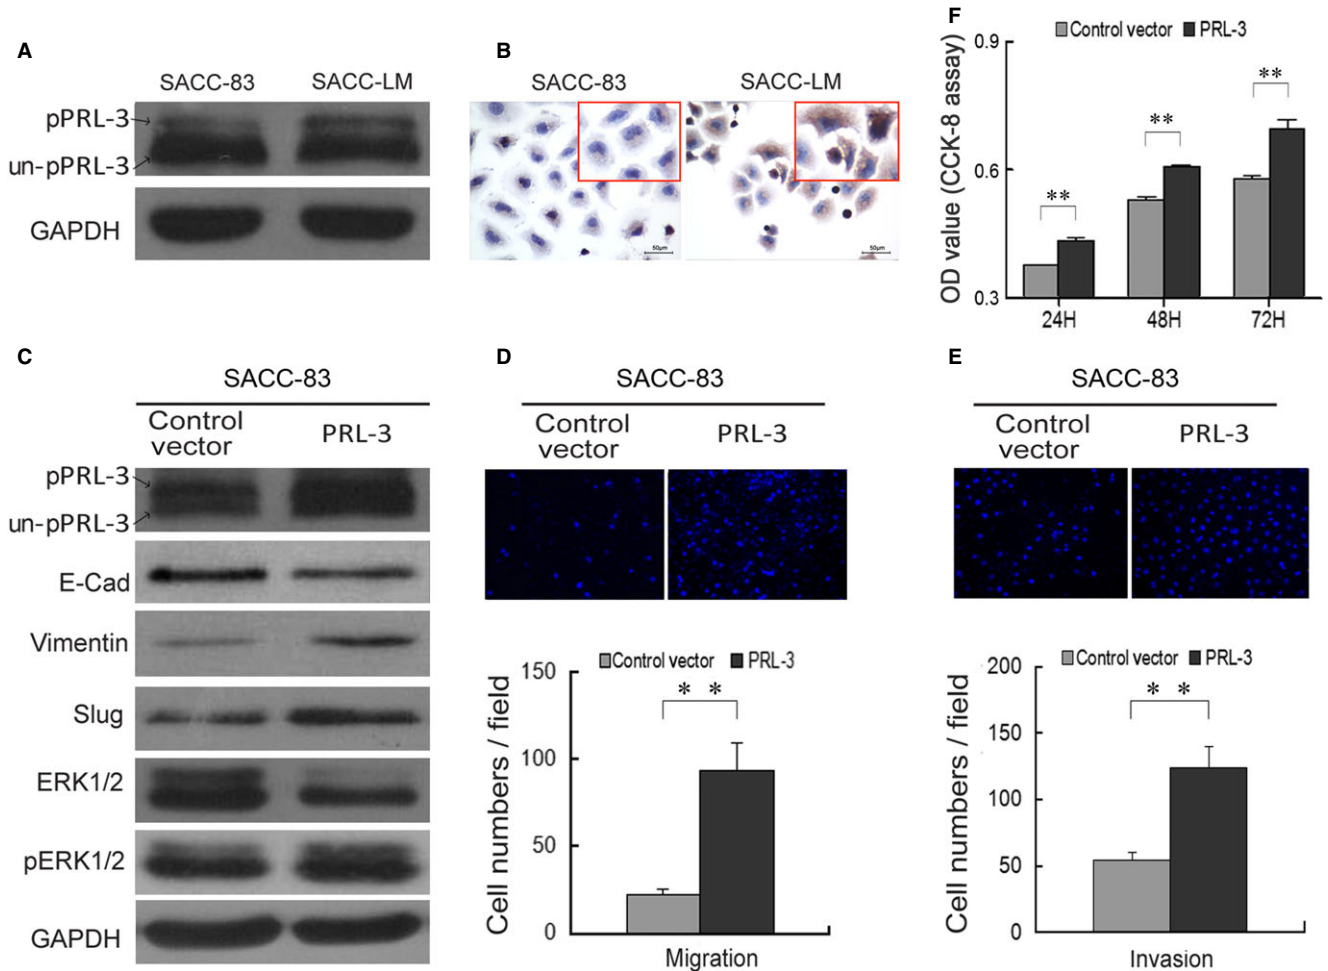 A
SACC-83 SACC-LM
pPRL-3
un-pPRL-3
GAPDH
B
SACC-83 SACC-LM
50μm 50μm
F
Control vector PRL-3
OD value (CCK-8 assay)
0.9
0.6
0.3
**
**
**
24H 48H 72H
C
SACC-83
Control
vector
PRL-3
pPRL-3
un-pPRL-3
E-Cad
Vimentin
Slug
ERK1/2
pERK1/2
GAPDH
D
SACC-83
Control
vector
PRL-3
Control vector PRL-3
Cell numbers / field
150
100
50
0
* *
Migration
E
SACC-83
Control
vector
PRL-3
Control vector PRL-3
Cell numbers / field
200
150
100
50
0
* *
Invasion